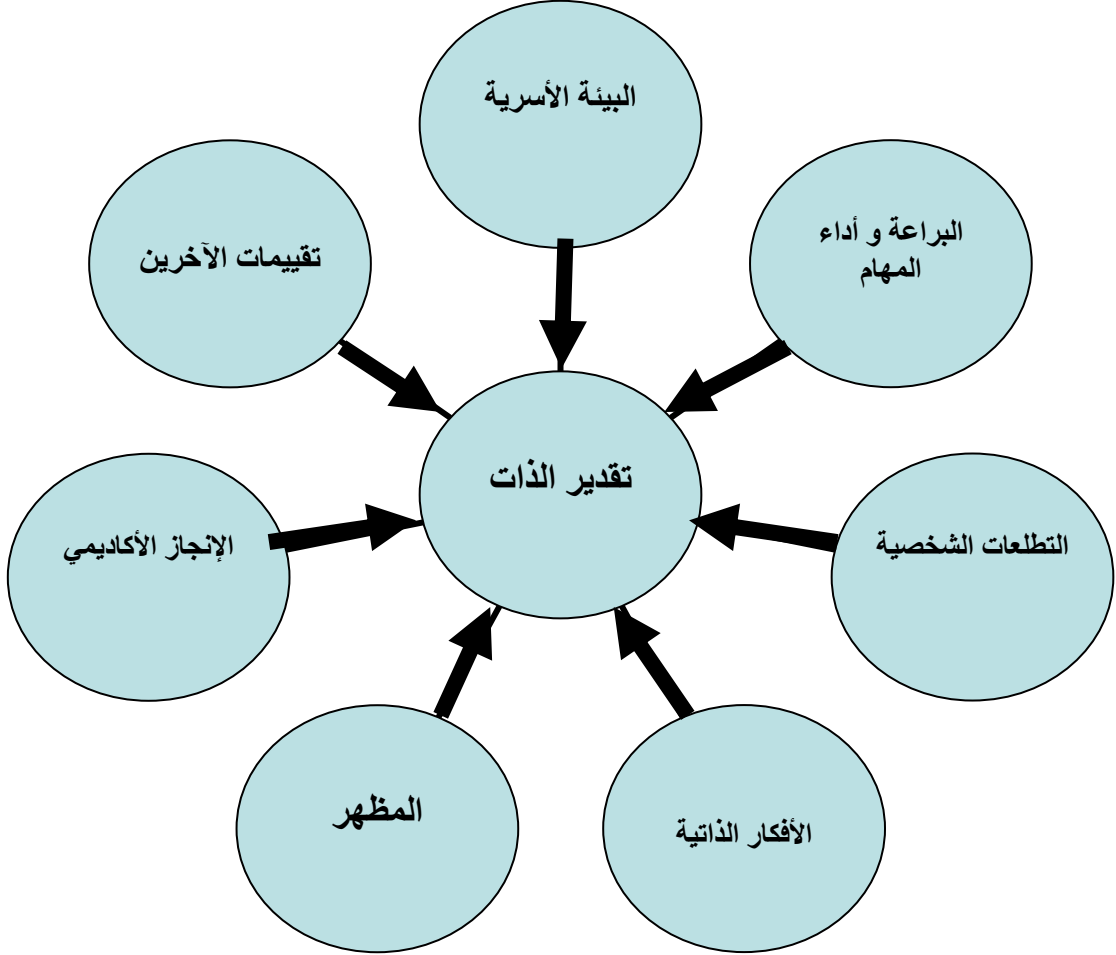 البيئة الأسرية
البراعة و أداء
المهام
تقييمات الآخرين
تقدير الذات
التطلعات الشخصية
الإنجاز الأكاديمي
المظهر
الأفكار الذاتية